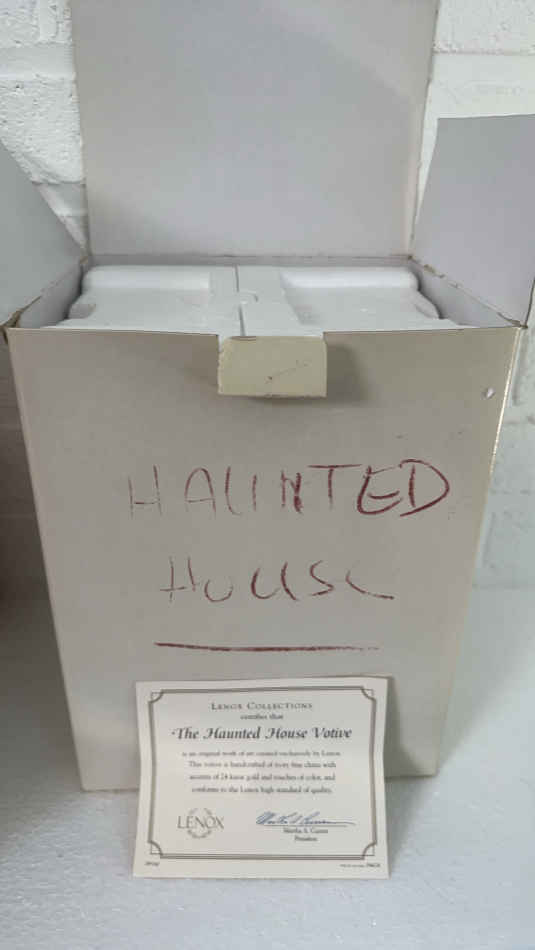 HAUNTED
HOUSE
LENOX COLLECTIONS
certifies that
The Haunted House Votive
is an original work of art created exclusively by Lenox.
This votive is handcrafted of ivory fine china with
accents of 24 karat gold and touches of color, and
conforms to the Lenox high standard of quality.
LENOX
Martha A. Curren
President